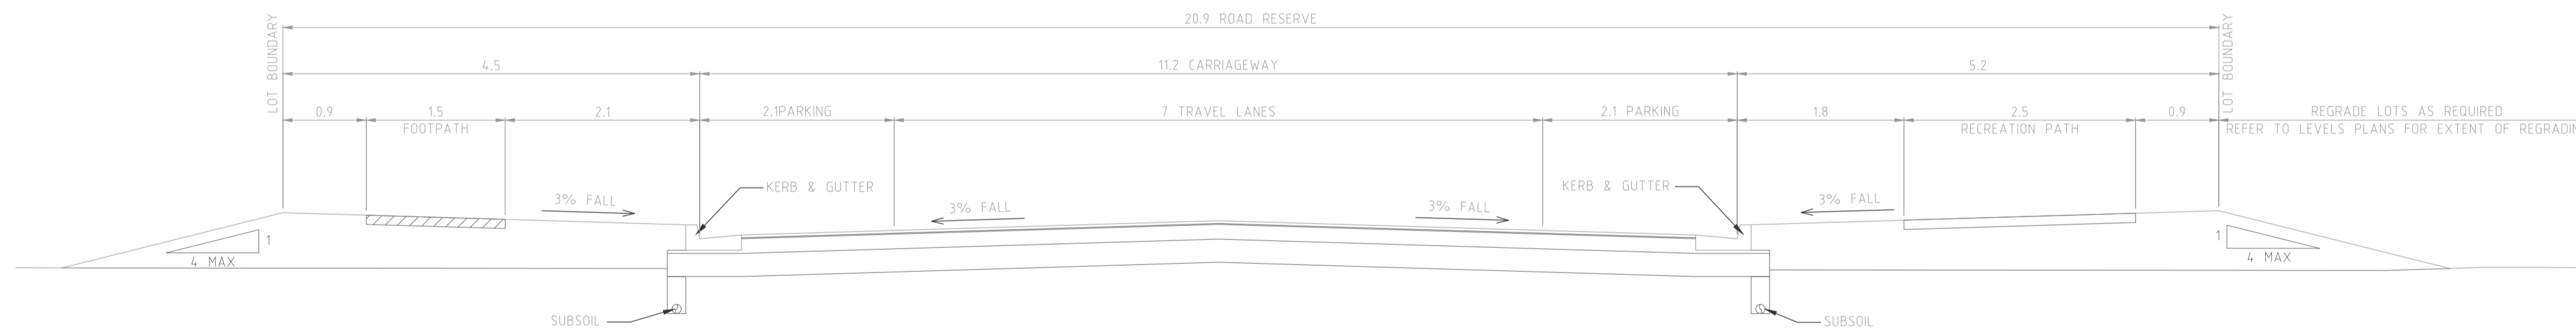 20.9 ROAD RESERVE
LOT BOUNDARY
LOT BOUNDARY
4.5
11.2 CARRIAGEWAY
5.2
0.9
1.5
2.1
2.1PARKING
7 TRAVEL LANES
2.1 PARKING
1.8
2.5
0.9
REGRADE LOTS AS REQUIRED
FOOTPATH
RECREATION PATH
REFER TO LEVELS PLANS FOR EXTENT OF REGRADIN
KERB & GUTTER
KERB & GUTTER
3% FALL
3% FALL
3% FALL
3% FALL
1
4 MAX
1
4 MAX
SUBSOIL
SUBSOIL